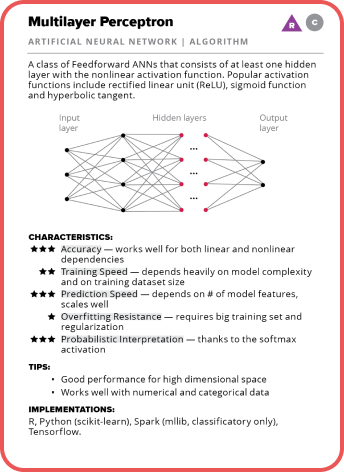 Multilayer Perceptron
R
C
ARTIFICIAL NEURAL NETWORK | ALGORITHM
A class of Feedforward ANNs that consists of at least one hidden
layer with the nonlinear activation function. Popular activation
functions include rectified linear unit (ReLU), sigmoid function
and hyperbolic tangent.
Input layer
Hidden layers
Output layer
...
...
...
CHARACTERISTICS:
★★★ Accuracy — works well for both linear and nonlinear
dependencies
★★ Training Speed — depends heavily on model complexity
and on training dataset size
★★★ Prediction Speed — depends on # of model features,
scales well
★ Overfitting Resistance — requires big training set and
regularization
★★★ Probabilistic Interpretation — thanks to the softmax
activation
TIPS:
• Good performance for high dimensional space
• Works well with numerical and categorical data
IMPLEMENTATIONS:
R, Python (scikit-learn), Spark (mllib, classificatory only),
Tensorflow.